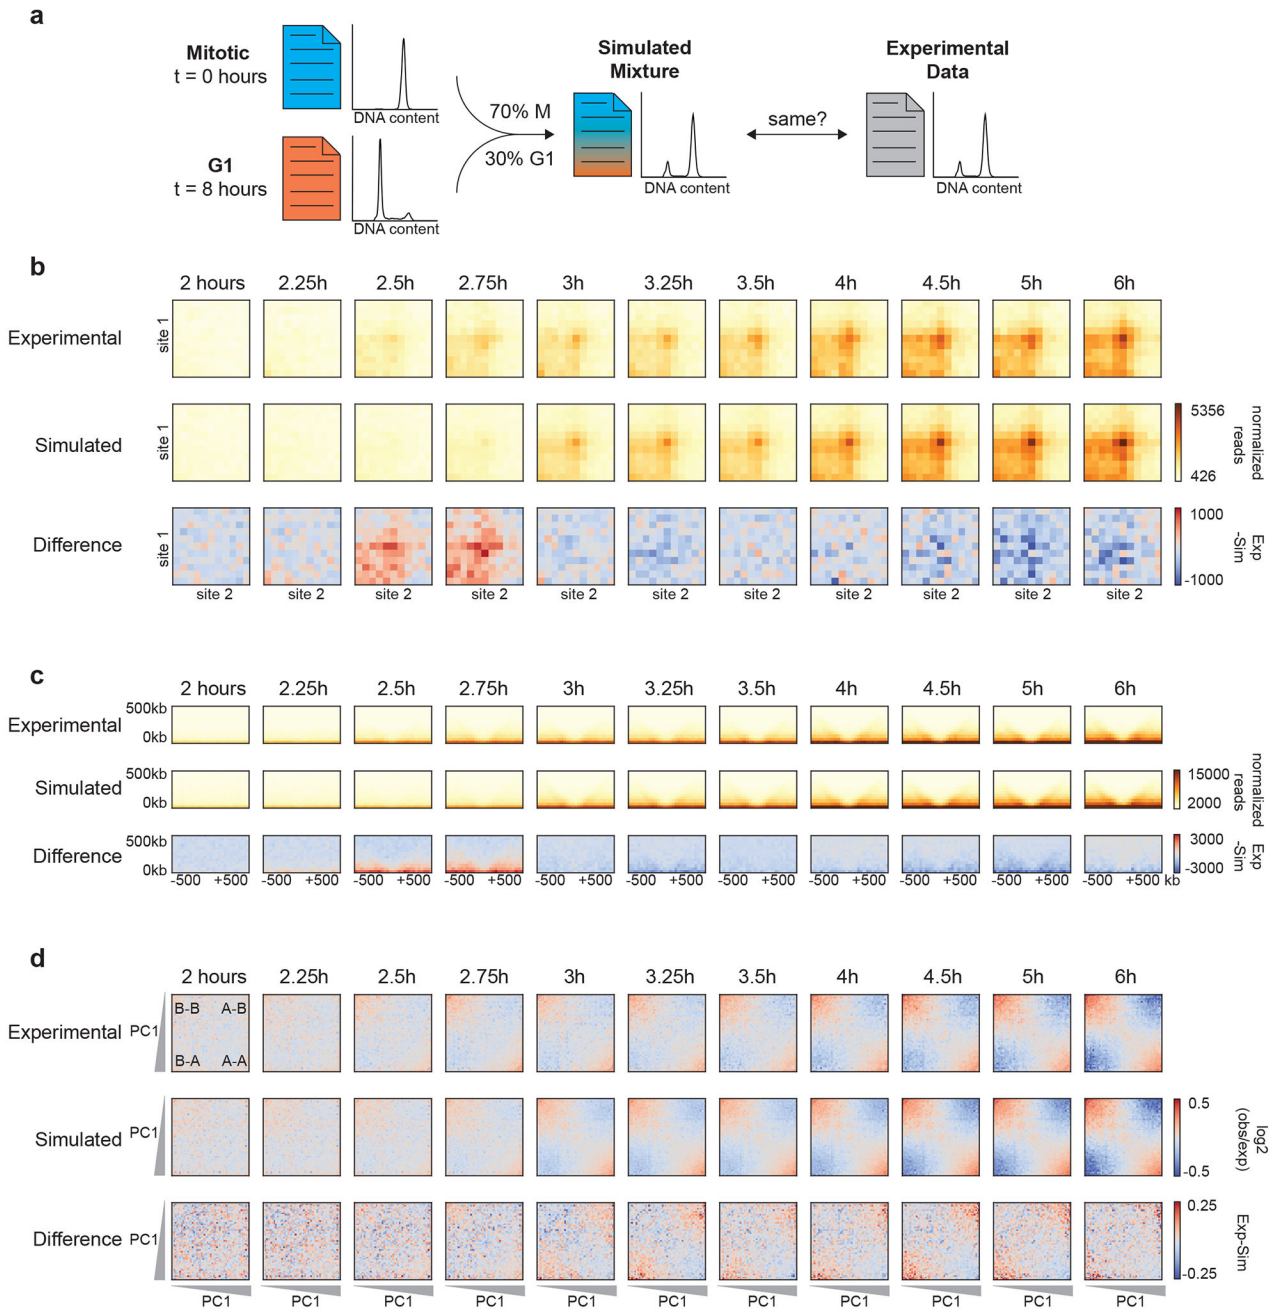 a
Mitotic
t = 0 hours
DNA content
G1
t = 8 hours
DNA content
70% M
30% G1
Simulated
Mixture
DNA content
same?
Experimental
Data
DNA content
b
2 hours 2.25h 2.5h 2.75h 3h 3.25h 3.5h 4h 4.5h 5h 6h
Experimental
site 1
Simulated
site 1
5356
426
normalized
reads
Difference
site 1
1000
-1000
Exp
-Sim
site 2 site 2 site 2 site 2 site 2 site 2 site 2 site 2 site 2 site 2 site 2
c
2 hours 2.25h 2.5h 2.75h 3h 3.25h 3.5h 4h 4.5h 5h 6h
Experimental
500kb
0kb
Simulated
500kb
0kb
15000
2000
normalized
reads
Difference
500kb
0kb
3000
-3000
Exp
-Sim
-500 +500 -500 +500 -500 +500 -500 +500 -500 +500 -500 +500 -500 +500 -500 +500 -500 +500 -500 +500 -500 +500 kb
d
2 hours 2.25h 2.5h 2.75h 3h 3.25h 3.5h 4h 4.5h 5h 6h
Experimental PC1
B-B A-B
B-A A-A
Simulated PC1
0.5
-0.5
log2
(obs/exp)
Difference PC1
0.25
-0.25
Exp-Sim
PC1 PC1 PC1 PC1 PC1 PC1 PC1 PC1 PC1 PC1 PC1